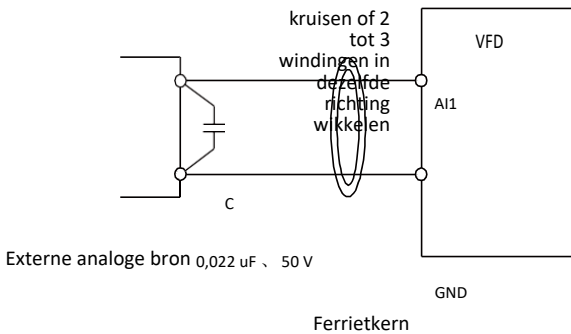 kruisen of 2
tot 3
windingen in
dezelfde
richting
wikkelen
VFD
AI1
C
Externe analoge bron 0,022 uF 、 50 V
GND
Ferrietkern